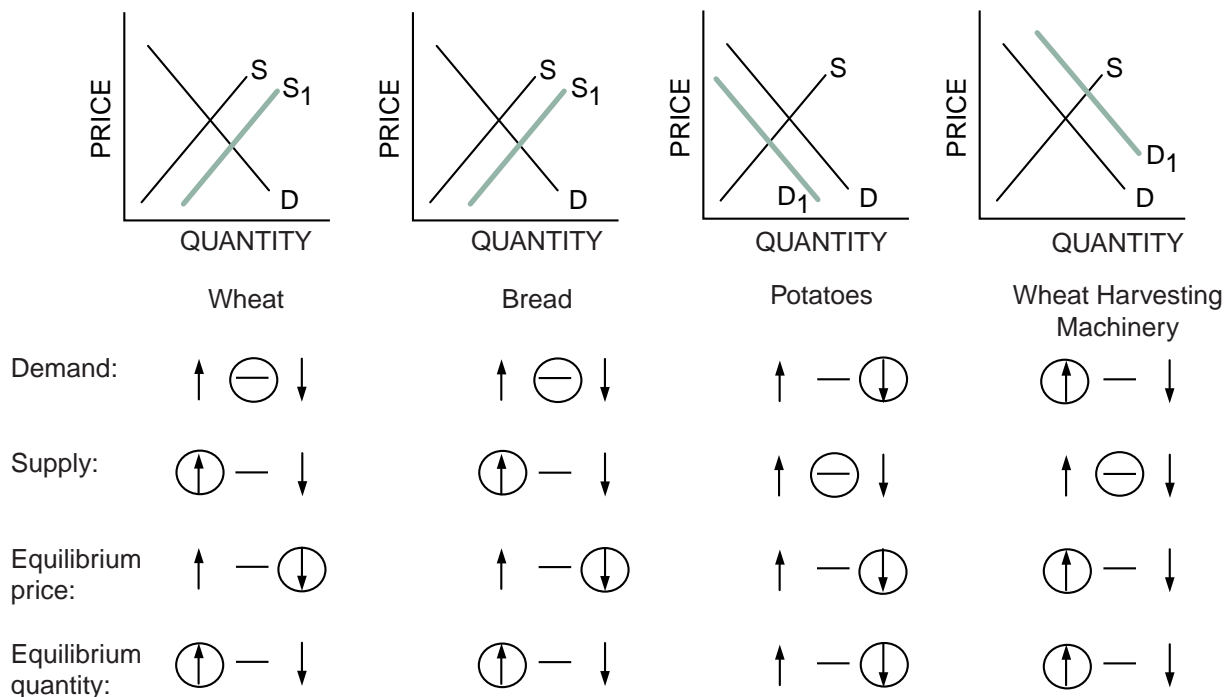 PRICE
S
S1
D
QUANTITY
PRICE
S
S1
D
QUANTITY
PRICE
S
D1
D
QUANTITY
PRICE
S
D1
D
QUANTITY
Wheat
Bread
Potatoes
Wheat Harvesting
Machinery
Demand:
Supply:
Equilibrium
price:
Equilibrium
quantity: